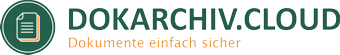 DOKARCHIV.CLOUD
Dokumente einfach sicher